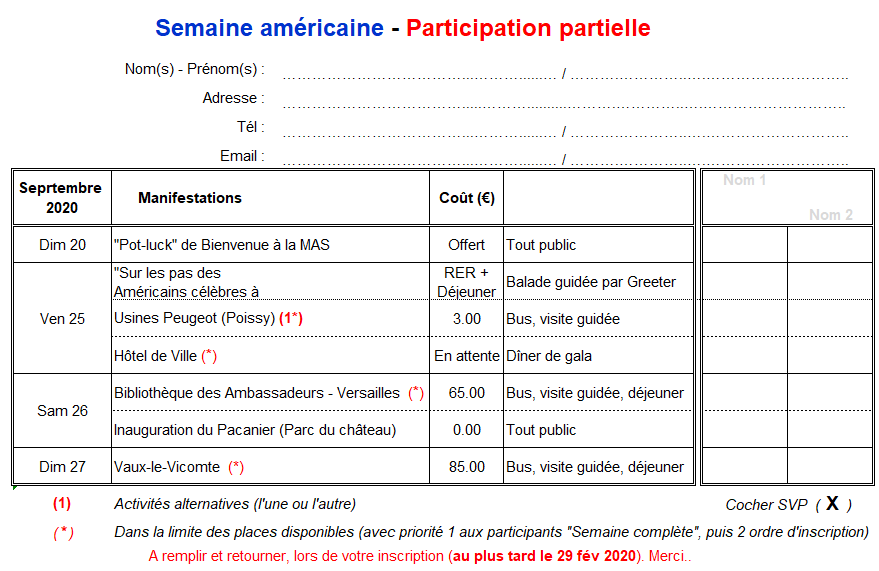 Semaine américaine - Participation partielle
Nom(s) - Prénom(s) : ……………………………………………........… / ………………………………………………………..
Adresse : ………………………………………………………………………………………………………….
Tél : ……………………………………………........… / ………………………………………………………..
Email : ……………………………………………........… / ………………………………………………………..
Seprtembre 2020 Manifestations Coût (€) Nom 1 Nom 2
Dim 20 "Pot-luck" de Bienvenue à la MAS Offert Tout public
Ven 25 "Sur les pas des Américains célèbres à RER + Déjeuner Balade guidée par Greeter
Usines Peugeot (Poissy) (1*) 3.00 Bus, visite guidée
Hôtel de Ville (*) En attente Dîner de gala
Sam 26 Bibliothèque des Ambassadeurs - Versailles (*) 65.00 Bus, visite guidée, déjeuner
Inauguration du Pacanier (Parc du château) 0.00 Tout public
Dim 27 Vaux-le-Vicomte (*) 85.00 Bus, visite guidée, déjeuner
(1) Activités alternatives (l'une ou l'autre) Cocher SVP ( X )
(*) Dans la limite des places disponibles (avec priorité 1 aux participants "Semaine complète", puis 2 ordre d'inscription)
A remplir et retourner, lors de votre inscription (au plus tard le 29 fév 2020). Merci..